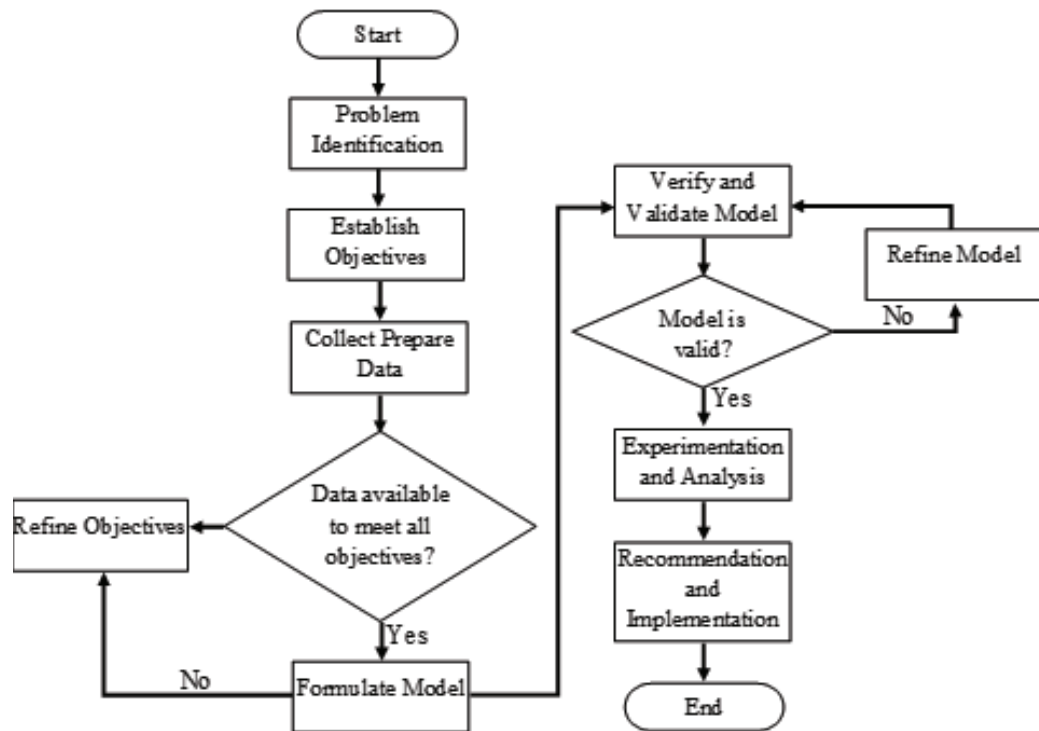 Start
Problem
Identification
Establish
Objectives
Collect Prepare
Data
Data available
to meet all
objectives?
Refine Objectives
Yes
No
Formulate Model
Verify and
Validate Model
Refine Model
Model is
valid?
No
Yes
Experimentation
and Analysis
Recommendation
and
Implementation
End